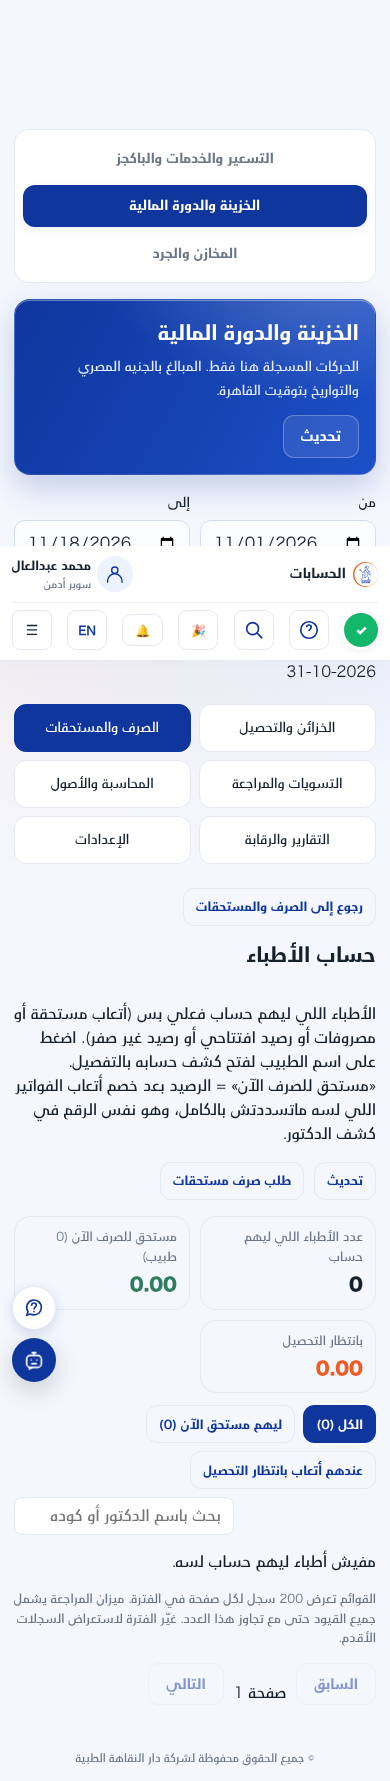 التسعير والخدمات والباكجز
الخزينة والدورة المالية
المخازن والجرد
الخزينة والدورة المالية
الحركات المسجلة هنا فقط. المبالغ بالجنيه المصري
والتواريخ بتوقيت القاهرة.
تحديث
من
إلى
11/01/2026
11/18/2026
الحسابات
محمد عبدالعال
سوبر أدمن
EN
31-10-2026
الخزائن والتحصيل
الصرف والمستحقات
التسويات والمراجعة
المحاسبة والأصول
التقارير والرقابة
الإعدادات
رجوع إلى الصرف والمستحقات
حساب الأطباء
الأطباء اللي ليهم حساب فعلي بس (أتعاب مستحقة أو
مصروفات أو رصيد افتتاحي أو رصيد غير صفر). اضغط
على اسم الطبيب لفتح كشف حسابه بالتفصيل.
«مستحق للصرف الآن» = الرصيد بعد خصم أتعاب الفواتير
اللي لسه ماتسددتش بالكامل، وهو نفس الرقم في
كشف الدكتور.
تحديث
طلب صرف مستحقات
عدد الأطباء اللي ليهم
حساب
0
مستحق للصرف الآن (0
طبيب)
0.00
بانتظار التحصيل
0.00
الكل (0)
ليهم مستحق الآن (0)
عندهم أتعاب بانتظار التحصيل
بحث باسم الدكتور أو كوده
مفيش أطباء ليهم حساب لسه.
القوائم تعرض 200 سجل لكل صفحة في الفترة. ميزان المراجعة يشمل
جميع القيود حتى مع تجاوز هذا العدد. غيّر الفترة لاستعراض السجلات
الأقدم.
السابق
صفحة 1
التالي
© جميع الحقوق محفوظة لشركة دار النقاهة الطبية